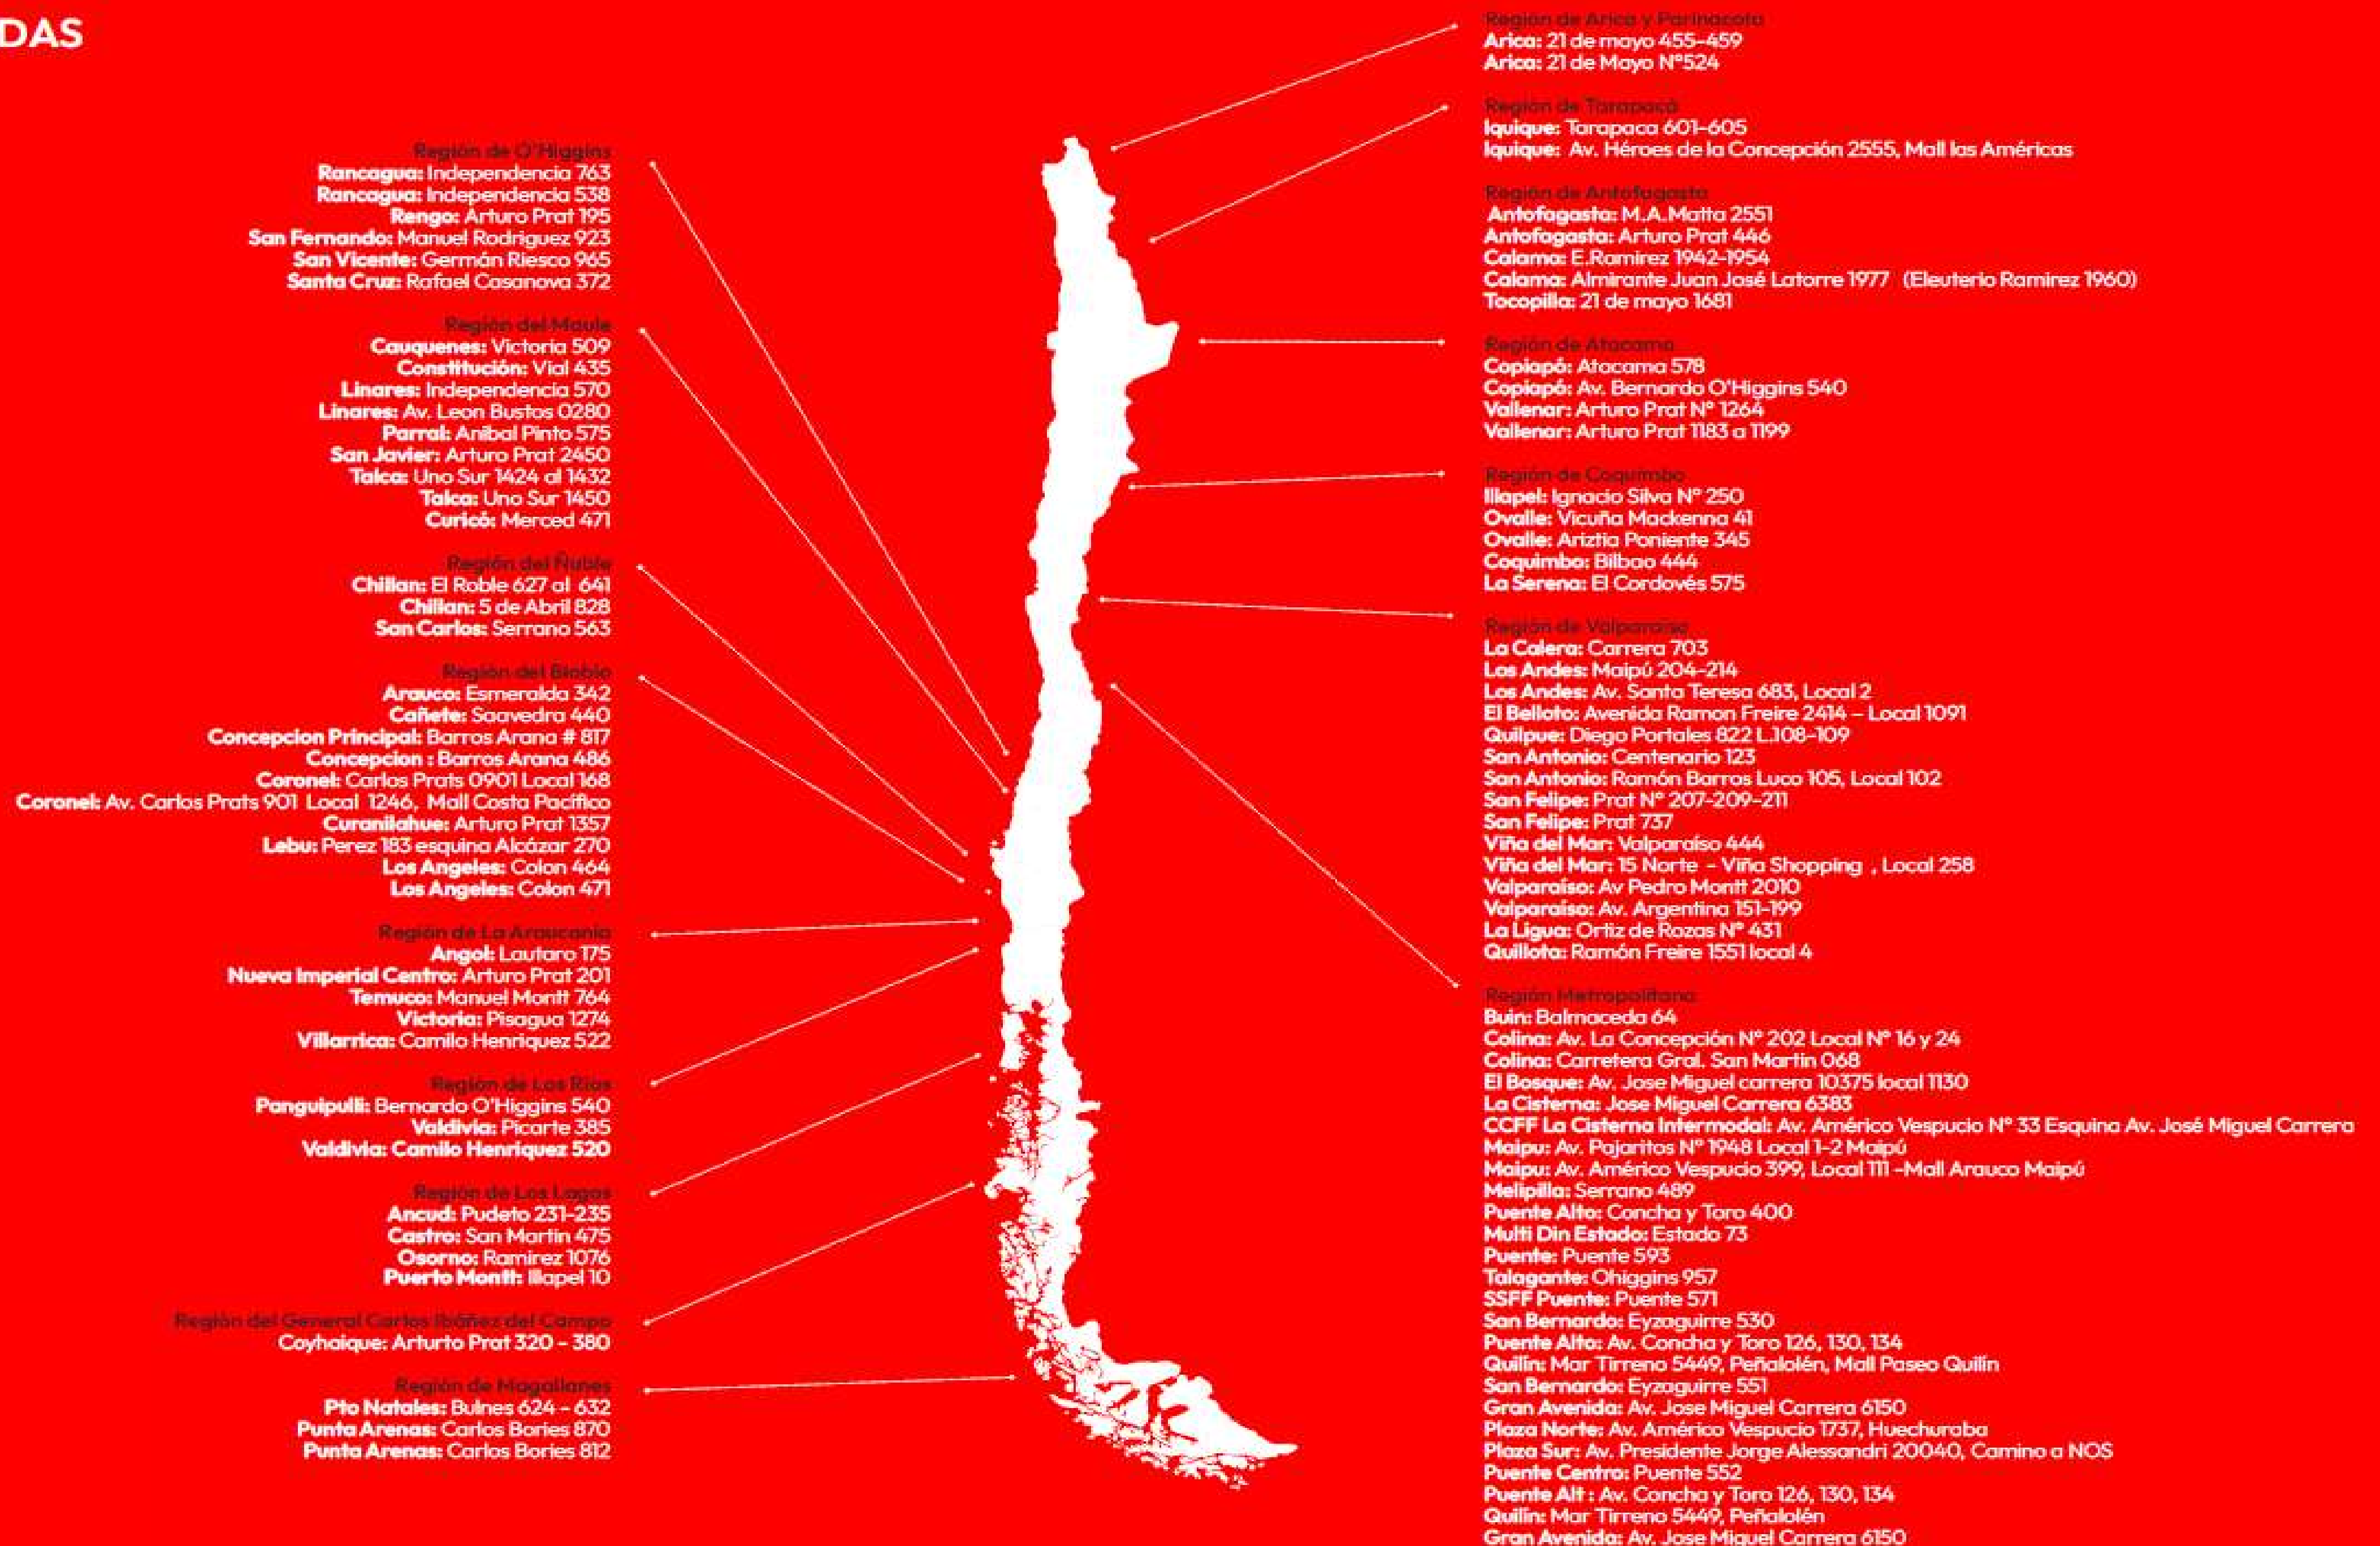 DAS
Región de O'Higgins
Rancagua: Independencia 763
Rancagua: Independencia 538
Rengo: Arturo Prat 195
San Fernando: Manuel Rodriguez 923
San Vicente: Germán Riesco 965
Santa Cruz: Rafael Casanova 372
Región del Maule
Cauquenes: Victoria 509
Constitución: Vial 435
Linares: Independencia 570
Linares: Av. Leon Bustos 0280
Parral: Anibal Pinto 575
San Javier: Arturo Prat 2450
Talca: Uno Sur 1424 al 1432
Talca: Uno Sur 1450
Curicó: Merced 471
Región del Ñuble
Chillan: El Roble 627 al 641
Chillan: 5 de Abril 828
San Carlos: Serrano 563
Región del Biobio
Arauco: Esmeralda 342
Cañete: Saavedra 440
Concepcion Principal: Barros Arana # 817
Concepcion : Barros Arana 486
Coronel: Carlos Prats 0901 Local 168
Coronel: Av. Carlos Prats 901 Local 1246, Mall Costa Pacífico
Curanilahue: Arturo Prat 1357
Lebu: Perez 183 esquina Alcázar 270
Los Angeles: Colon 464
Los Angeles: Colon 471
Región de La Araucania
Angol: Lautaro 175
Nueva Imperial Centro: Arturo Prat 201
Temuco: Manuel Montt 764
Victoria: Pisagua 1274
Villarrica: Camilo Henriquez 522
Región de Los Rios
Panguipulli: Bernardo O'Higgins 540
Valdivia: Picarte 385
Valdivia: Camilo Henriquez 520
Región de Los Lagos
Ancud: Pudeto 231-235
Castro: San Martin 475
Osorno: Ramirez 1076
Puerto Montt: Illapel 10
Región del General Carlos Ibáñez del Campo
Coyhaique: Arturto Prat 320 - 380
Región de Magallanes
Pto Natales: Bulnes 624 - 632
Punta Arenas: Carlos Bories 870
Punta Arenas: Carlos Bories 812
Región de Arica y Parinacota
Arica: 21 de mayo 455-459
Arica: 21 de Mayo N°524
Región de Tarapacá
Iquique: Tarapaca 601-605
Iquique: Av. Héroes de la Concepción 2555, Mall las Américas
Región de Antofagasta
Antofagasta: M.A.Matta 2551
Antofagasta: Arturo Prat 446
Calama: E.Ramirez 1942-1954
Calama: Almirante Juan José Latorre 1977 (Eleuterio Ramirez 1960)
Tocopilla: 21 de mayo 1681
Región de Atacama
Copiapó: Atacama 578
Copiapó: Av. Bernardo O'Higgins 540
Vallenar: Arturo Prat N° 1264
Vallenar: Arturo Prat 1183 a 1199
Región de Coquimbo
Illapel: Ignacio Silva N° 250
Ovalle: Vicuña Mackenna 41
Ovalle: Ariztia Poniente 345
Coquimbo: Bilbao 444
La Serena: El Cordovés 575
Región de Valparaíso
La Calera: Carrera 703
Los Andes: Maipú 204-214
Los Andes: Av. Santa Teresa 683, Local 2
El Belloto: Avenida Ramon Freire 2414 – Local 1091
Quilpue: Diego Portales 822 L.108-109
San Antonio: Centenario 123
San Antonio: Ramón Barros Luco 105, Local 102
San Felipe: Prat N° 207-209-211
San Felipe: Prat 737
Viña del Mar: Valparaíso 444
Viña del Mar: 15 Norte - Viña Shopping , Local 258
Valparaíso: Av Pedro Montt 2010
Valparaíso: Av. Argentina 151-199
La Ligua: Ortiz de Rozas N° 431
Quillota: Ramón Freire 1551 local 4
Región Metropolitana
Buin: Balmaceda 64
Colina: Av. La Concepción N° 202 Local N° 16 y 24
Colina: Carretera Gral. San Martin 068
El Bosque: Av. Jose Miguel carrera 10375 local 1130
La Cisterna: Jose Miguel Carrera 6383
CCFF La Cisterna Intermodal: Av. Américo Vespucio N° 33 Esquina Av. José Miguel Carrera
Maipu: Av. Pajaritos N° 1948 Local 1-2 Maipú
Maipu: Av. Américo Vespucio 399, Local 111 -Mall Arauco Maipú
Melipilla: Serrano 489
Puente Alto: Concha y Toro 400
Multi Din Estado: Estado 73
Puente: Puente 593
Talagante: Ohiggins 957
SSFF Puente: Puente 571
San Bernardo: Eyzaguirre 530
Puente Alto: Av. Concha y Toro 126, 130, 134
Quilín: Mar Tirreno 5449, Peñalolén, Mall Paseo Quilín
San Bernardo: Eyzaguirre 551
Gran Avenida: Av. Jose Miguel Carrera 6150
Plaza Norte: Av. Américo Vespucio 1737, Huechuraba
Plaza Sur: Av. Presidente Jorge Alessandri 20040, Camino a NOS
Puente Centro: Puente 552
Puente Alt : Av. Concha y Toro 126, 130, 134
Quilín: Mar Tirreno 5449, Peñalolén
Gran Avenida: Av. Jose Miguel Carrera 6150